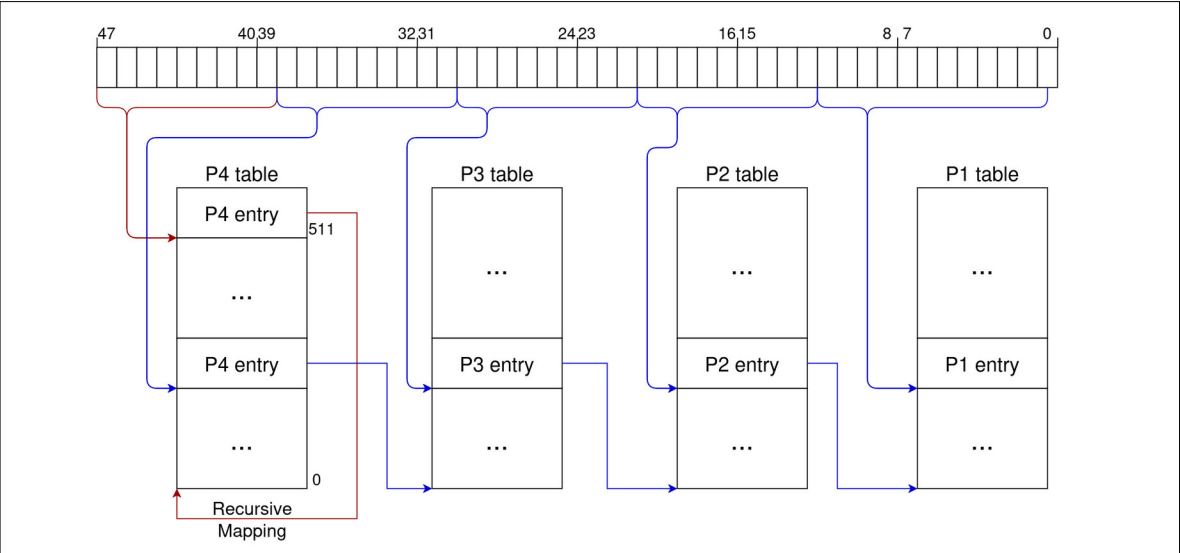 47 40 39 32 31 24 23 16 15 8 7 0
P4 table P3 table P2 table P1 table
P4 entry
511
...
...
...
...
P4 entry P3 entry P2 entry P1 entry
...
...
...
...
0
Recursive
Mapping